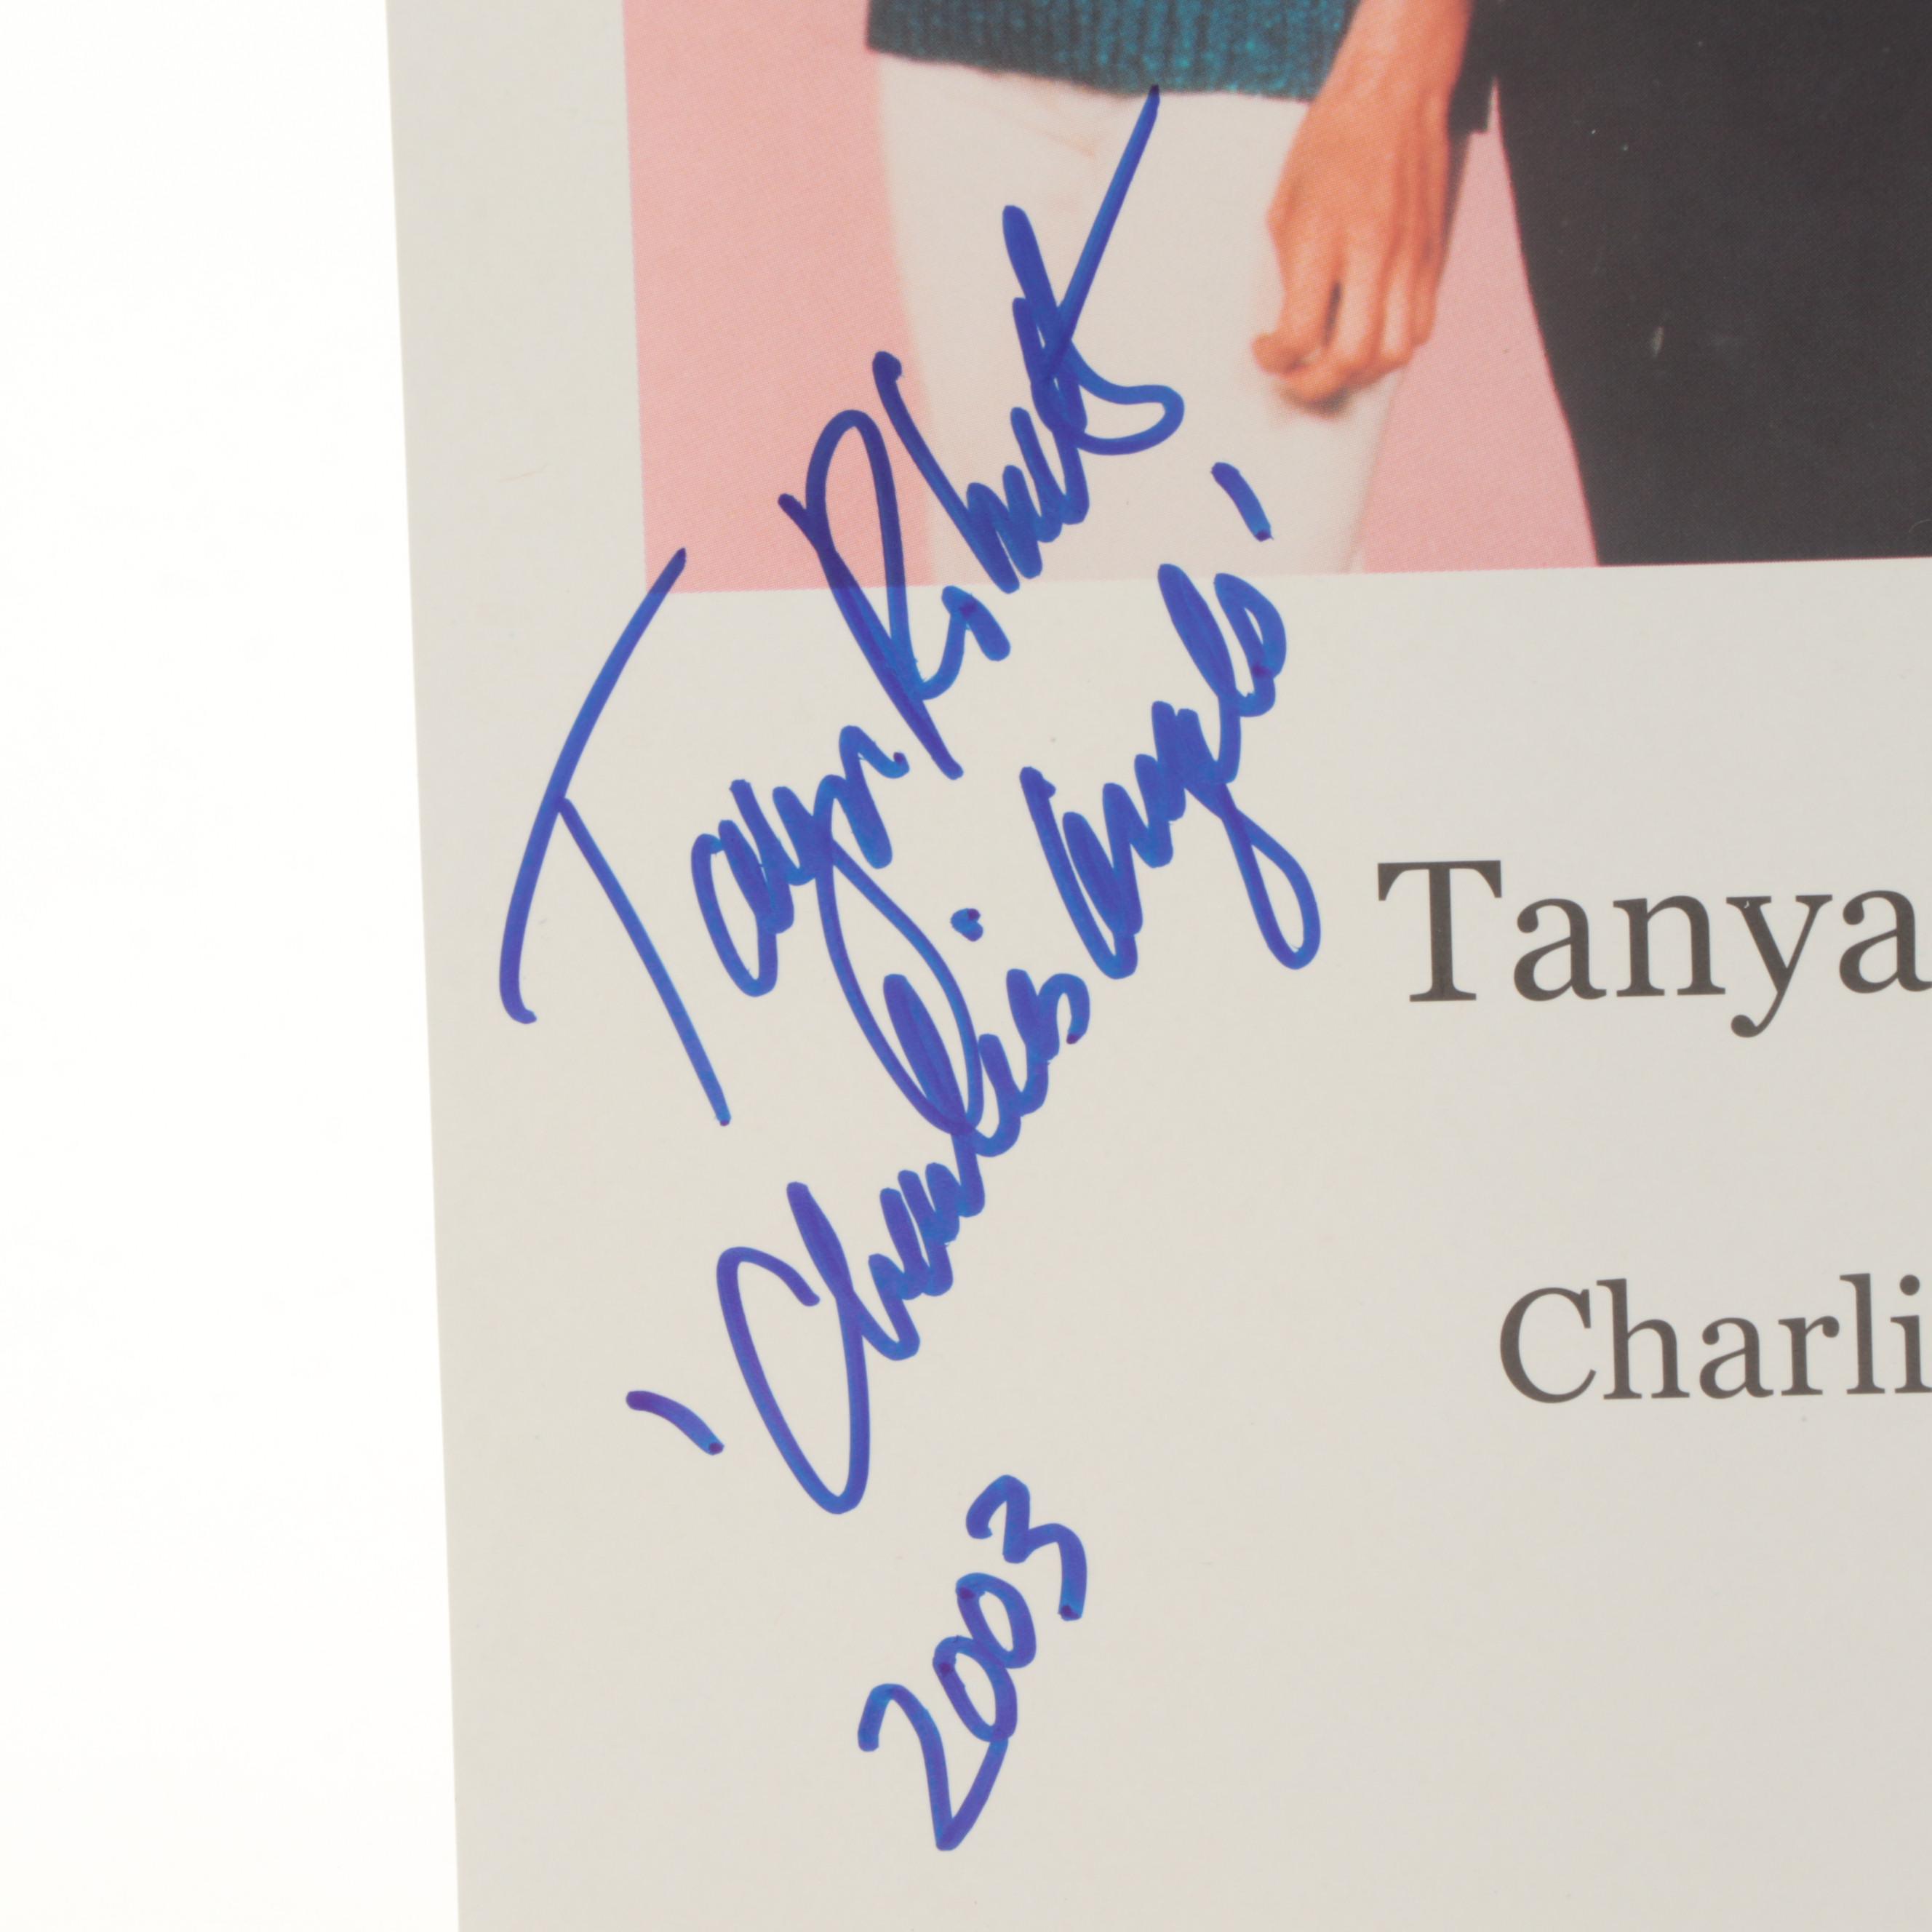 Tanya Roberts
'Charlie's Angels'
2003
Tanya
Charli